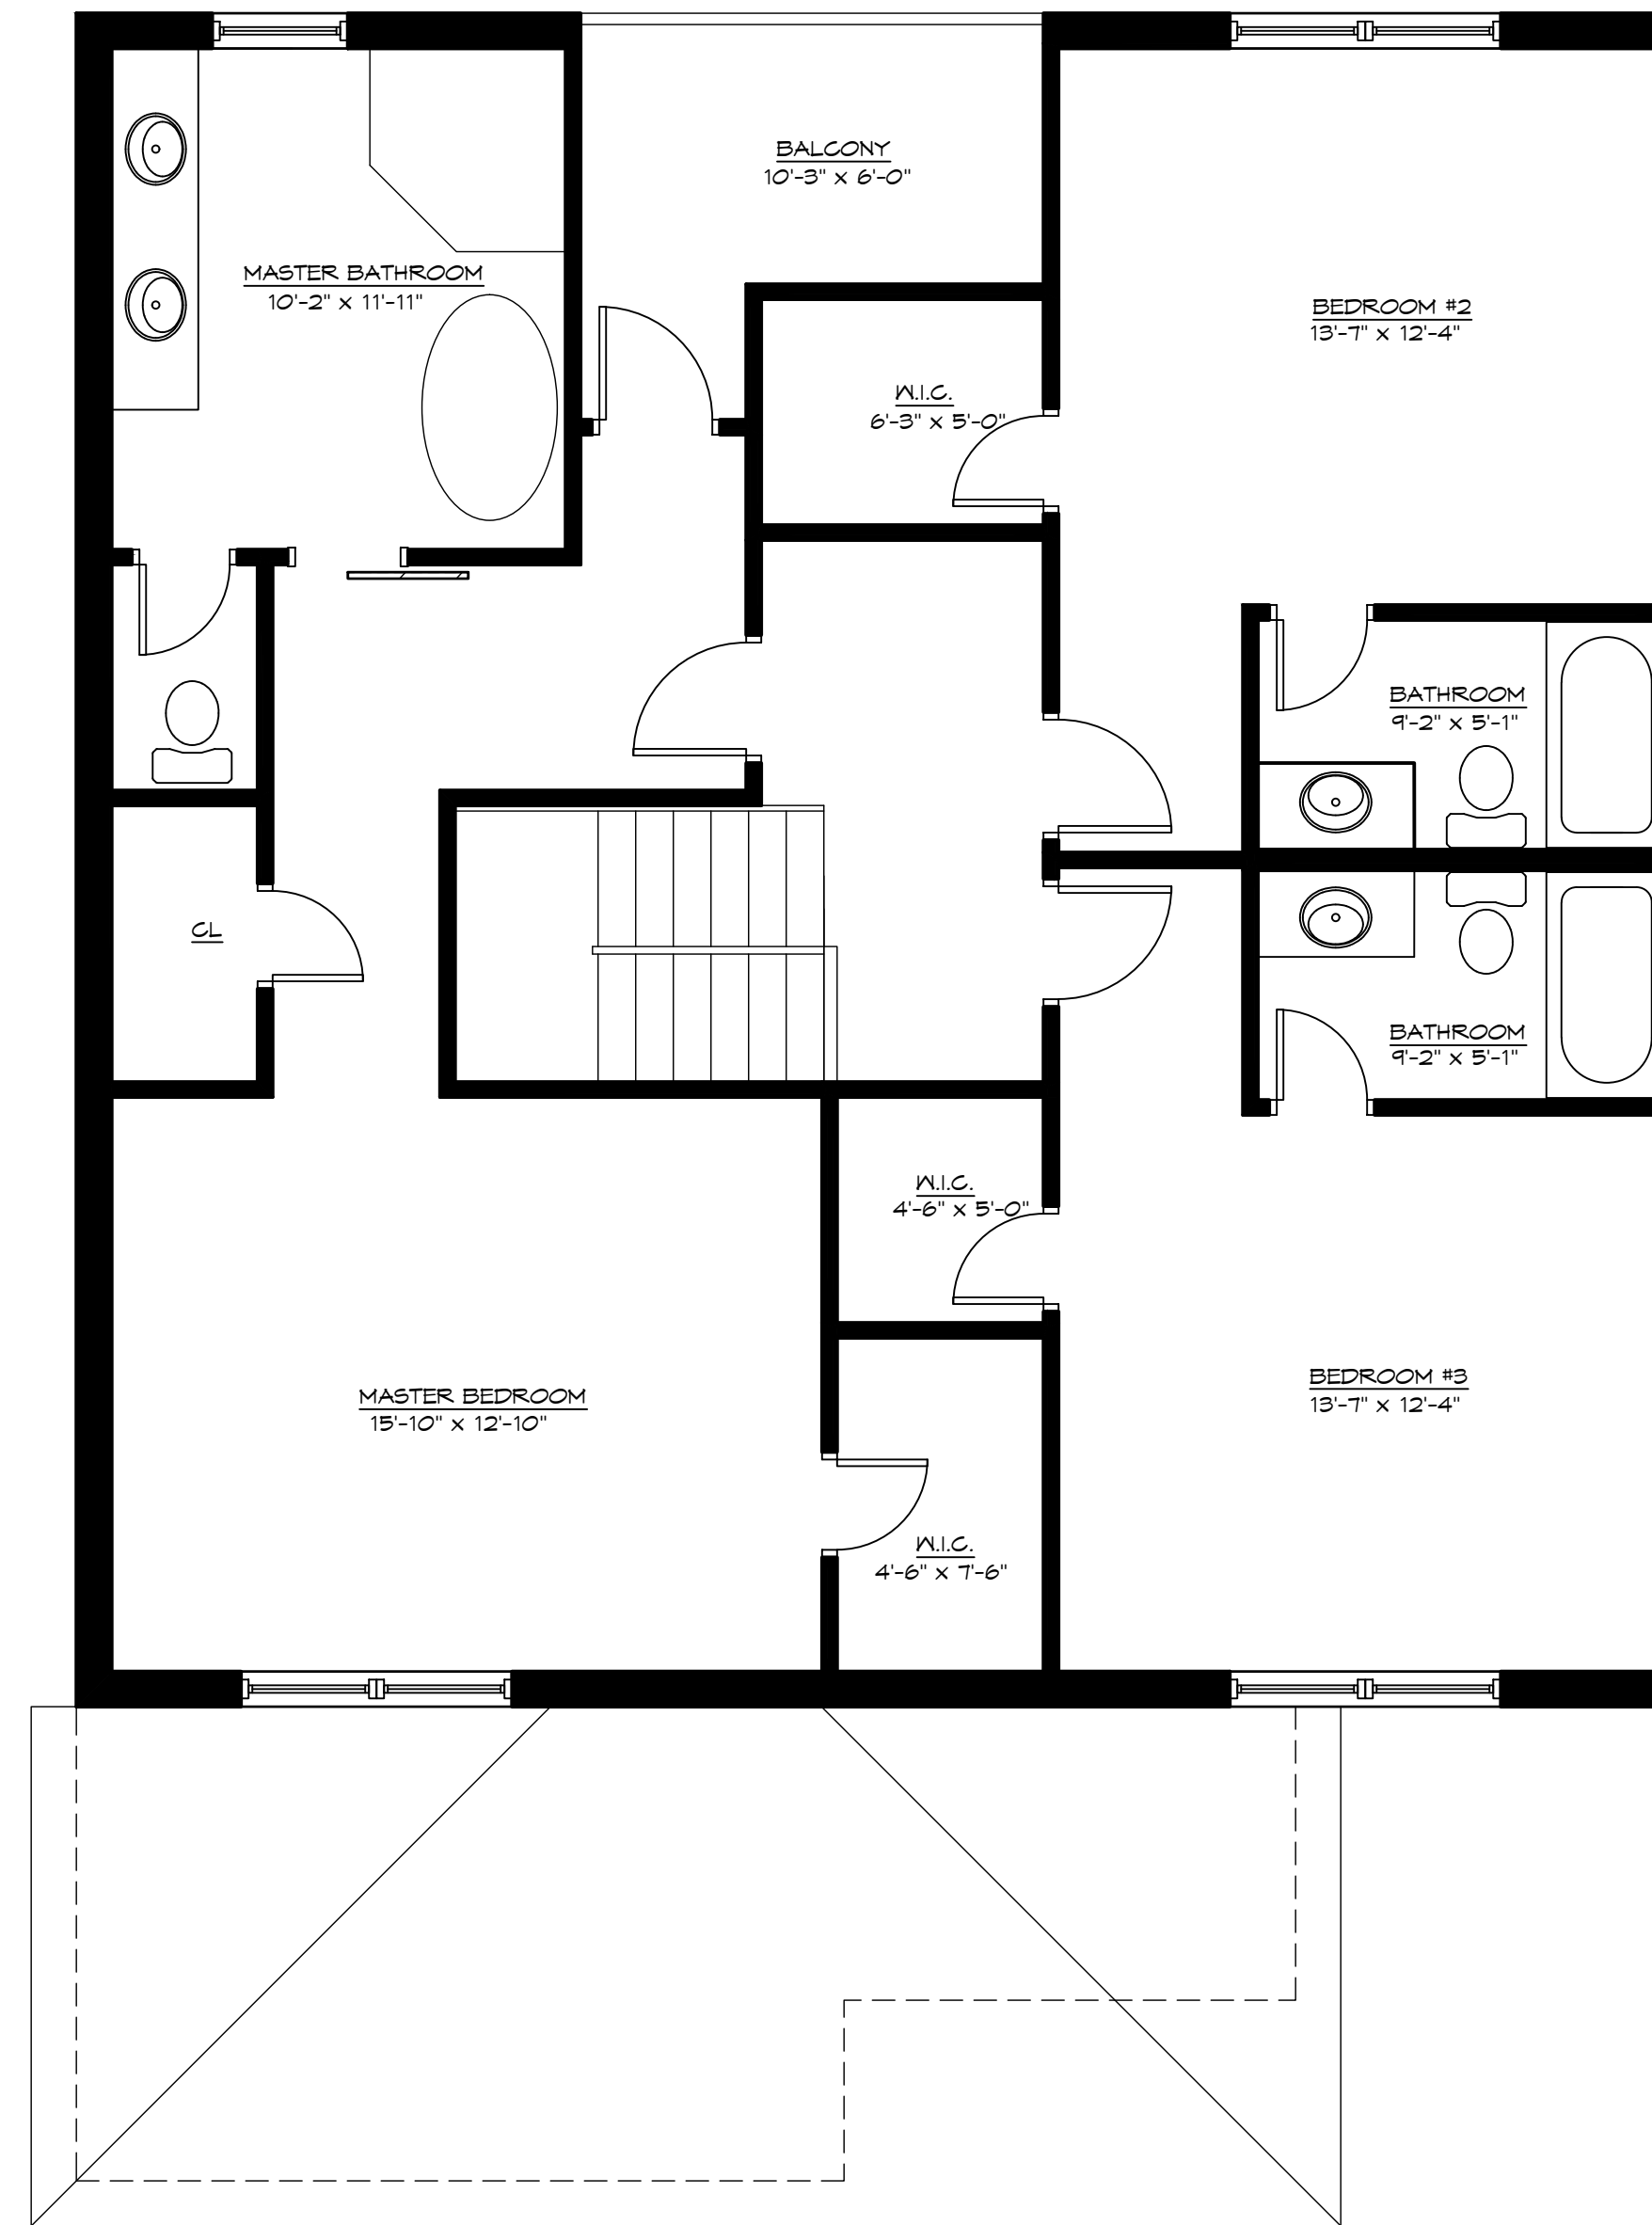 BALCONY
10'-3" x 6'-0"
MASTER BATHROOM
10'-2" x 11'-11"
BEDROOM #2
13'-7" x 12'-4"
W.I.C.
6'-3" x 5'-0"
BATHROOM
9'-2" x 5'-1"
CL
BATHROOM
9'-2" x 5'-1"
W.I.C.
4'-6" x 5'-0"
MASTER BEDROOM
15'-10" x 12'-10"
BEDROOM #3
13'-7" x 12'-4"
W.I.C.
4'-6" x 7'-6"